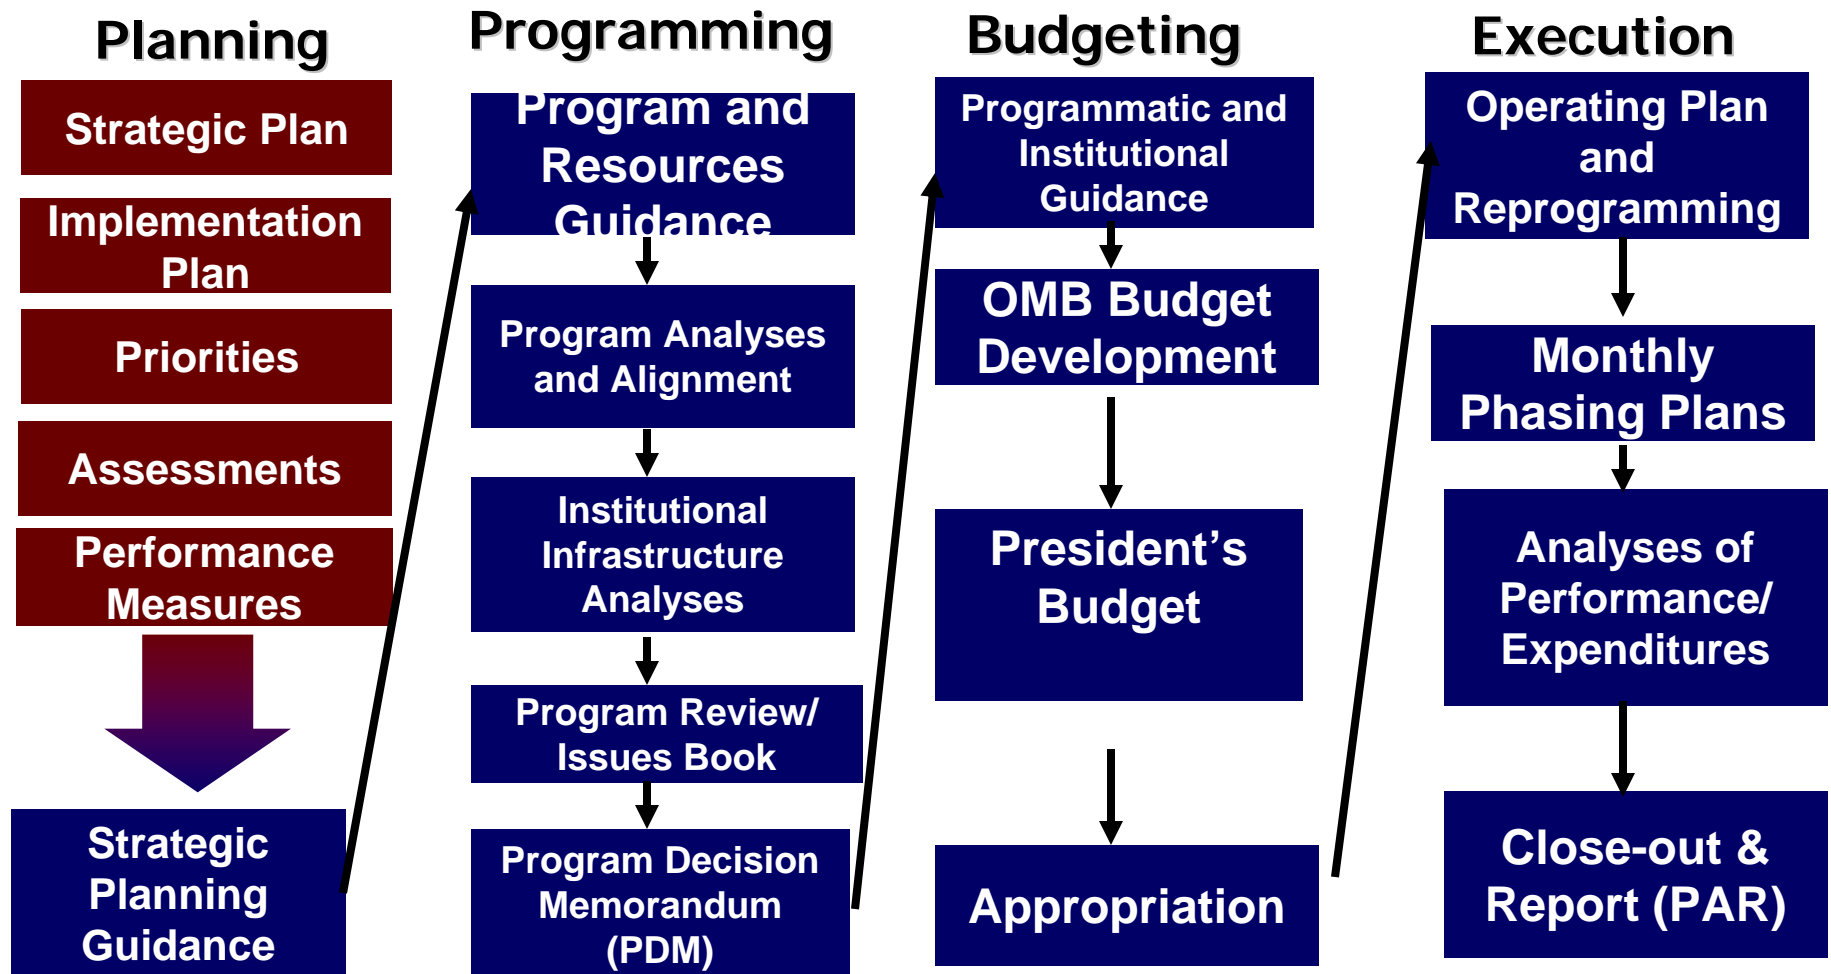 Planning
Strategic Plan
Implementation
Plan
Priorities
Assessments
Performance
Measures
Strategic
Planning
Guidance
Programming
Program and
Resources
Guidance
Program Analyses
and Alignment
Institutional
Infrastructure
Analyses
Program Review/
Issues Book
Program Decision
Memorandum
(PDM)
Budgeting
Programmatic and
Institutional
Guidance
OMB Budget
Development
President’s
Budget
Appropriation
Execution
Operating Plan
and
Reprogramming
Monthly
Phasing Plans
Analyses of
Performance/
Expenditures
Close-out &
Report (PAR)